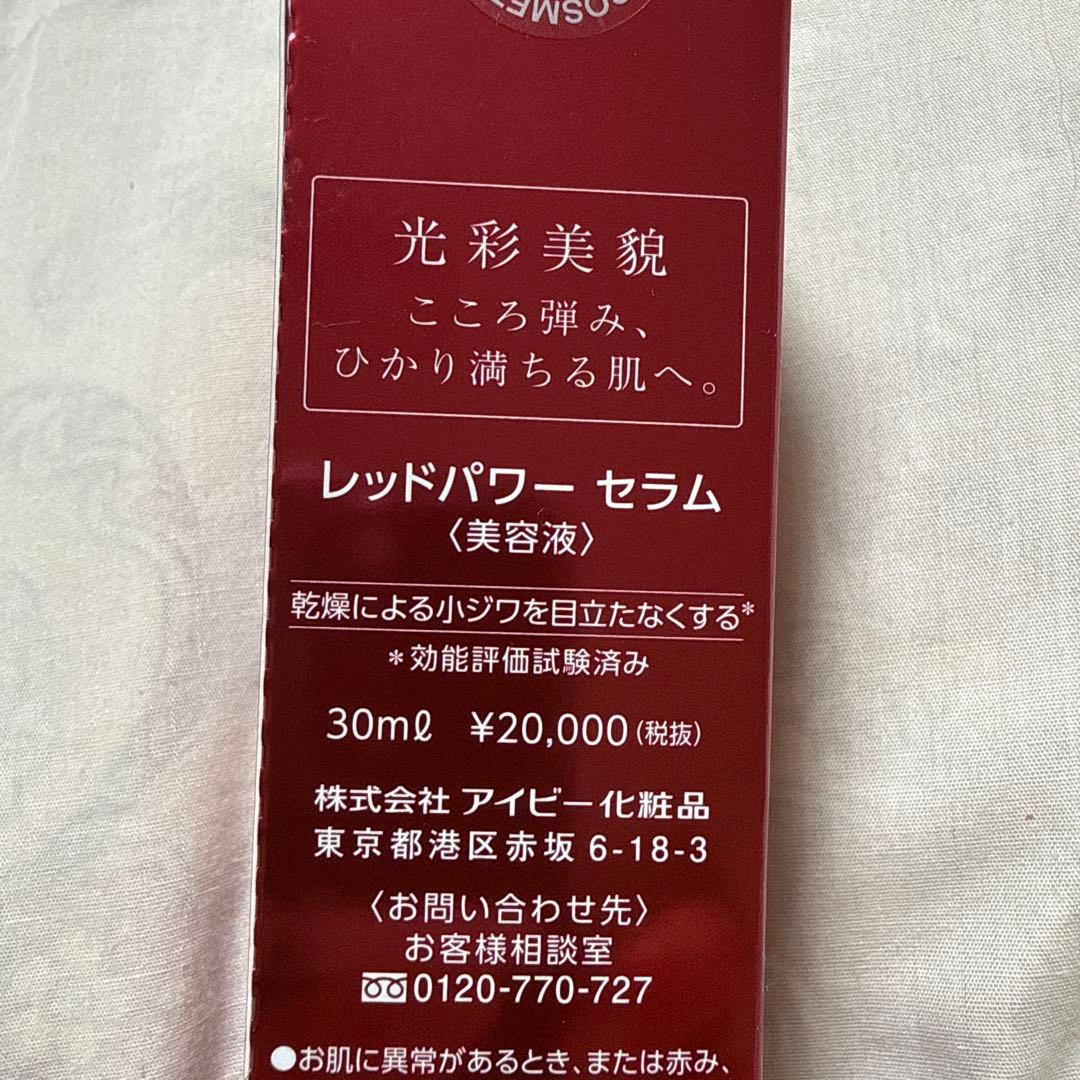 光彩美貌
こころ弾み、
ひかり満ちる肌へ。
レッドパワー セラム
〈美容液〉
乾燥による小ジワを目立たなくする*
*効能評価試験済み
30mℓ ¥20,000(税抜)
株式会社 アイビー化粧品
東京都港区赤坂 6-18-3
〈お問い合わせ先〉
お客様相談室
0120-770-727
●お肌に異常があるとき、または赤み、